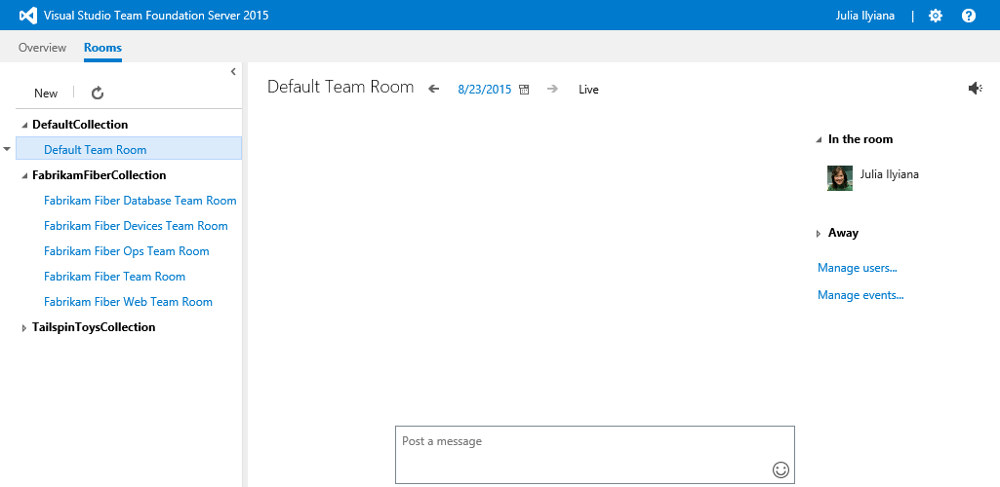 Visual Studio Team Foundation Server 2015
Julia Ilyiana | ?
Overview Rooms
New
DefaultCollection
Default Team Room
FabrikamFiberCollection
Fabrikam Fiber Database Team Room
Fabrikam Fiber Devices Team Room
Fabrikam Fiber Ops Team Room
Fabrikam Fiber Team Room
Fabrikam Fiber Web Team Room
TailspinToysCollection
Default Team Room 8/23/2015 Live
In the room
Julia Ilyiana
Away
Manage users...
Manage events...
Post a message